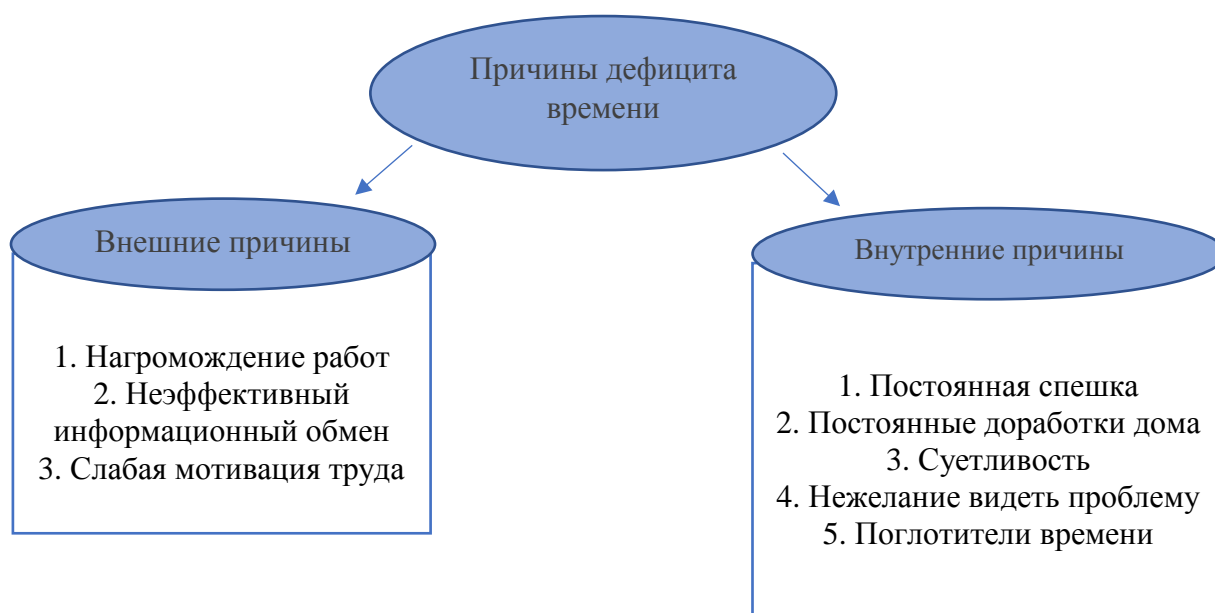 Причины дефицита
времени
Внешние причины
1. Нагромождение работ
2. Неэффективный
информационный обмен
3. Слабая мотивация труда
Внутренние причины
1. Постоянная спешка
2. Постоянные доработки дома
3. Суетливость
4. Нежелание видеть проблему
5. Поглотители времени